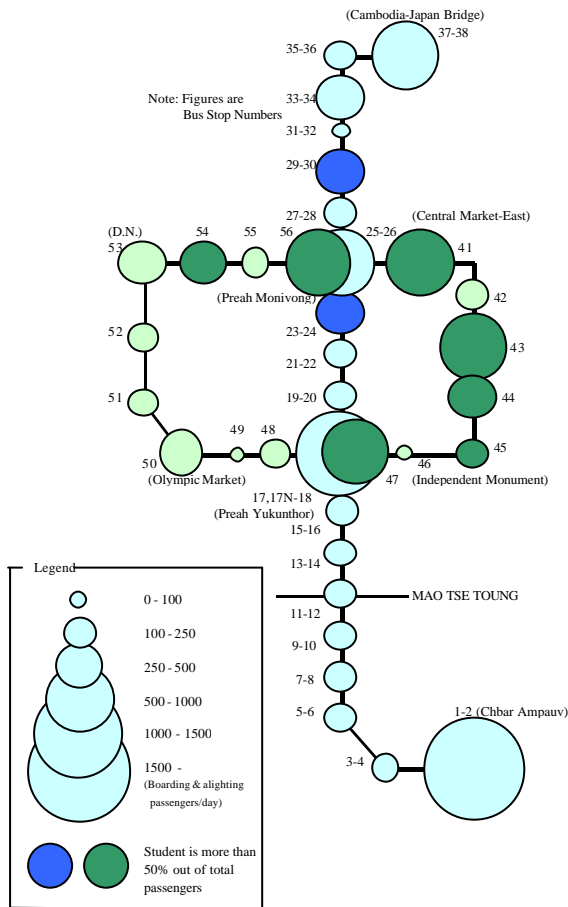 (Cambodia-Japan Bridge)
37-38
35-36
Note: Figures are
Bus Stop Numbers
33-34
31-32
29-30
27-28
25-26
(Central Market-East)
(D.N.)
53
54
55
56
41
(Preah Monivong)
42
23-24
43
52
21-22
44
51
19-20
49
48
45
50
46
(Olympic Market)
47
(Independent Monument)
17,17N-18
(Preah Yukunthor)
15-16
13-14
MAO TSE TOUNG
11-12
9-10
7-8
5-6
1-2 (Chbar Ampauv)
3-4
Legend
0 - 100
100 - 250
250 - 500
500 - 1000
1000 - 1500
1500 -
(Boarding & alighting
passengers/day)
Student is more than
50% out of total
passengers